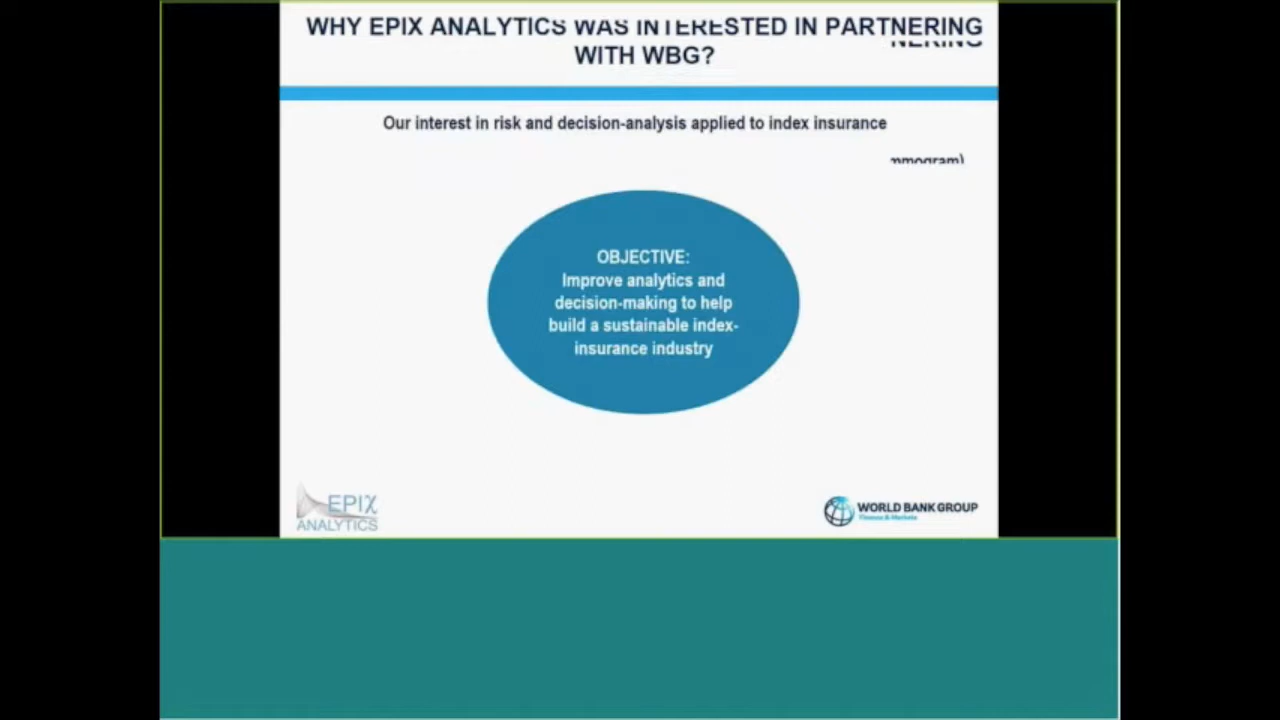 WHY EPIX ANALYTICS WAS INTERESTED IN PARTNERING
WITH WBG?
Our interest in risk and decision-analysis applied to index insurance
OBJECTIVE:
Improve analytics and
decision-making to help
build a sustainable index-
insurance industry
EPIX
ANALYTICS
WORLD BANK GROUP
Finance & Markets